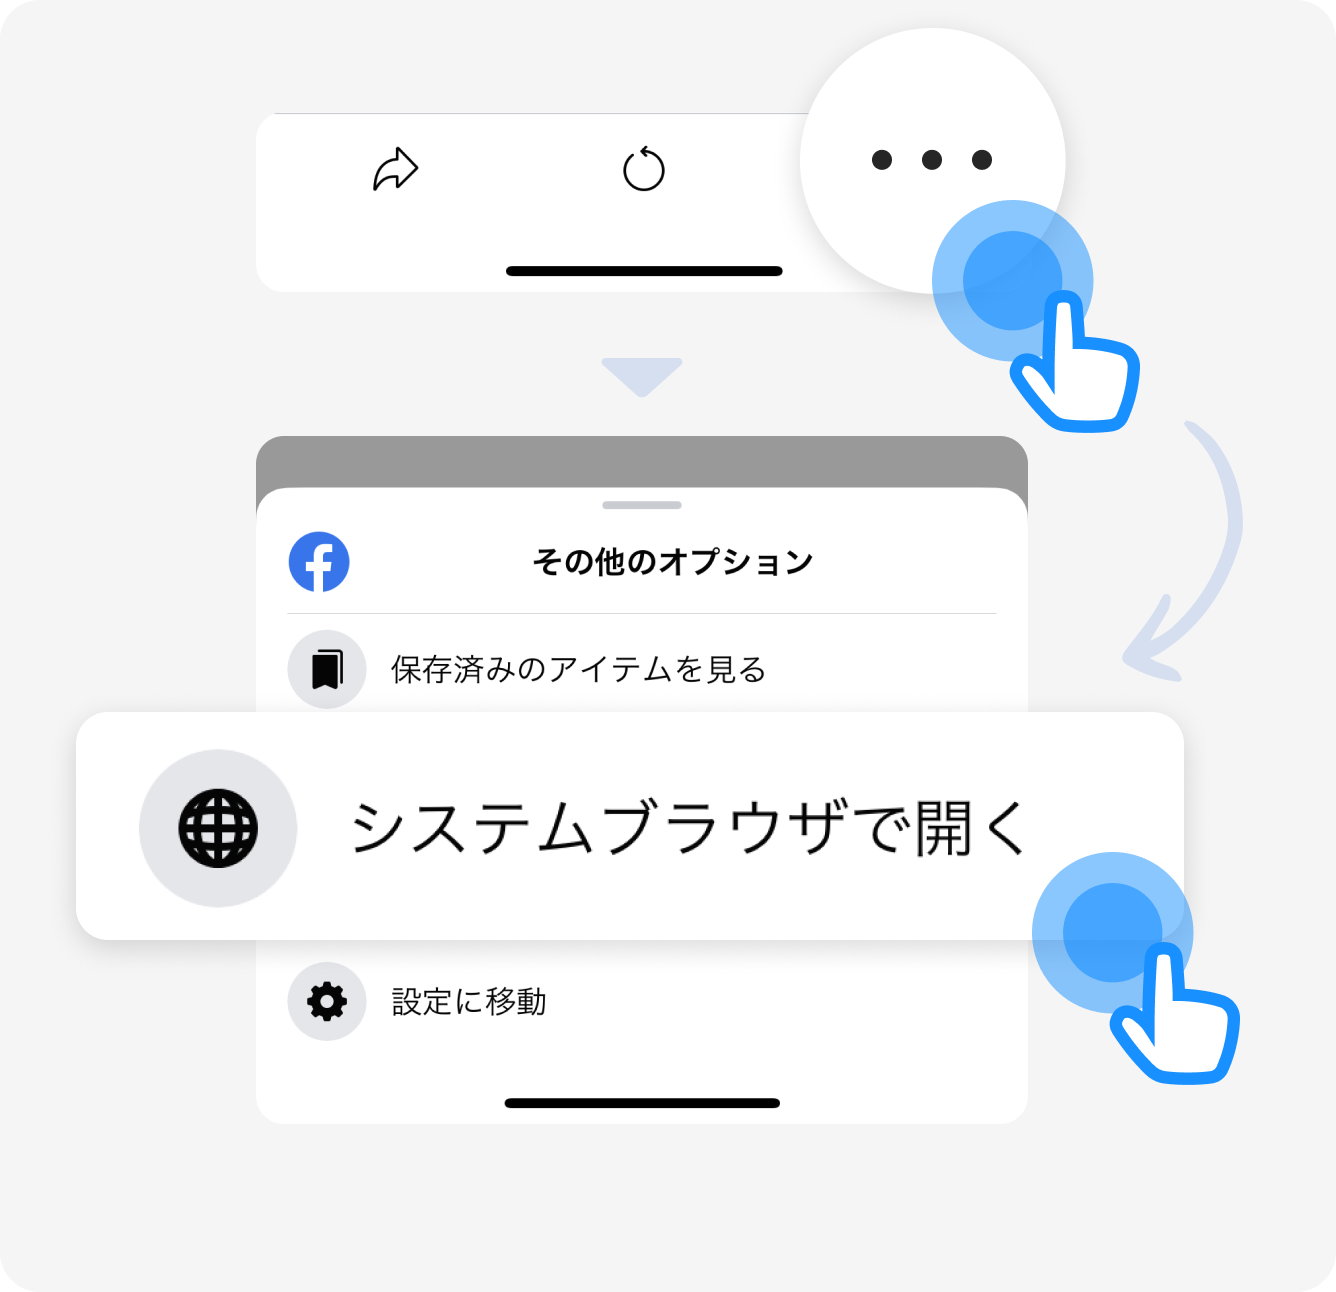 その他のオプション
保存済みのアイテムを見る
システムブラウザで開く
設定に移動